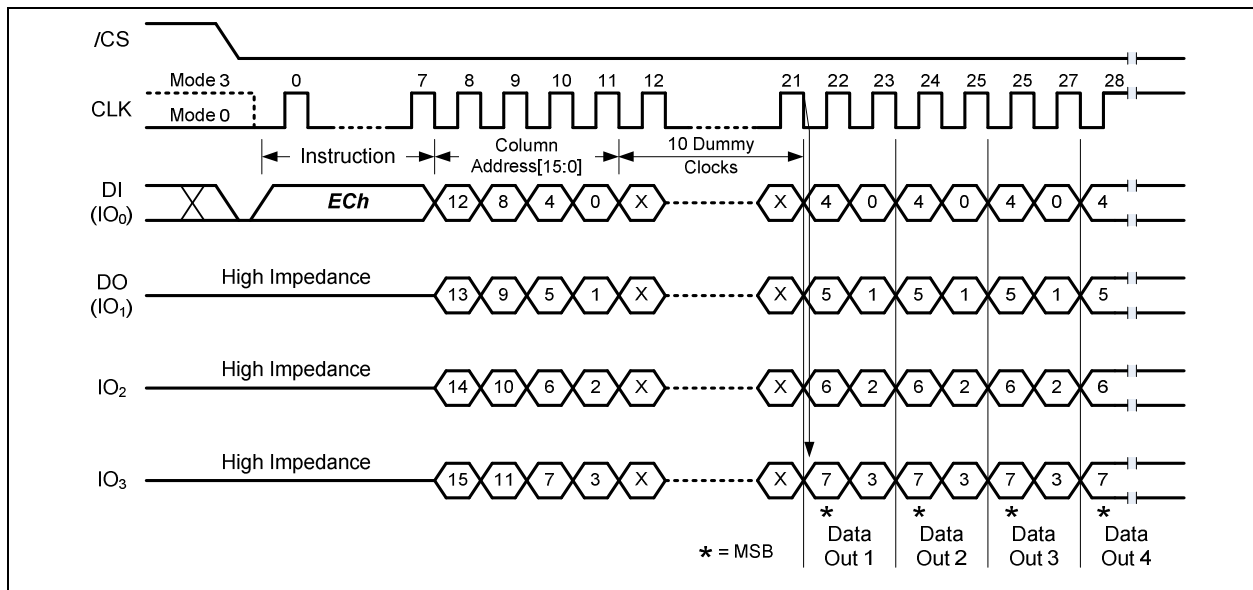 /CS
Mode 3 0 7 8 9 10 11 12 21 22 23 24 25 25 27 28
CLK
Mode 0
Instruction Column Address[15:0] 10 Dummy Clocks
DI (IO0) ECh 12 8 4 0 X X 4 0 4 0 4 0 4
DO (IO1) High Impedance 13 9 5 1 X X 5 1 5 1 5 1 5
IO2 High Impedance 14 10 6 2 X X 6 2 6 2 6 2 6
IO3 High Impedance 15 11 7 3 X X 7 3 7 3 7 3 7
* * * *
* = MSB Data Out 1 Data Out 2 Data Out 3 Data Out 4